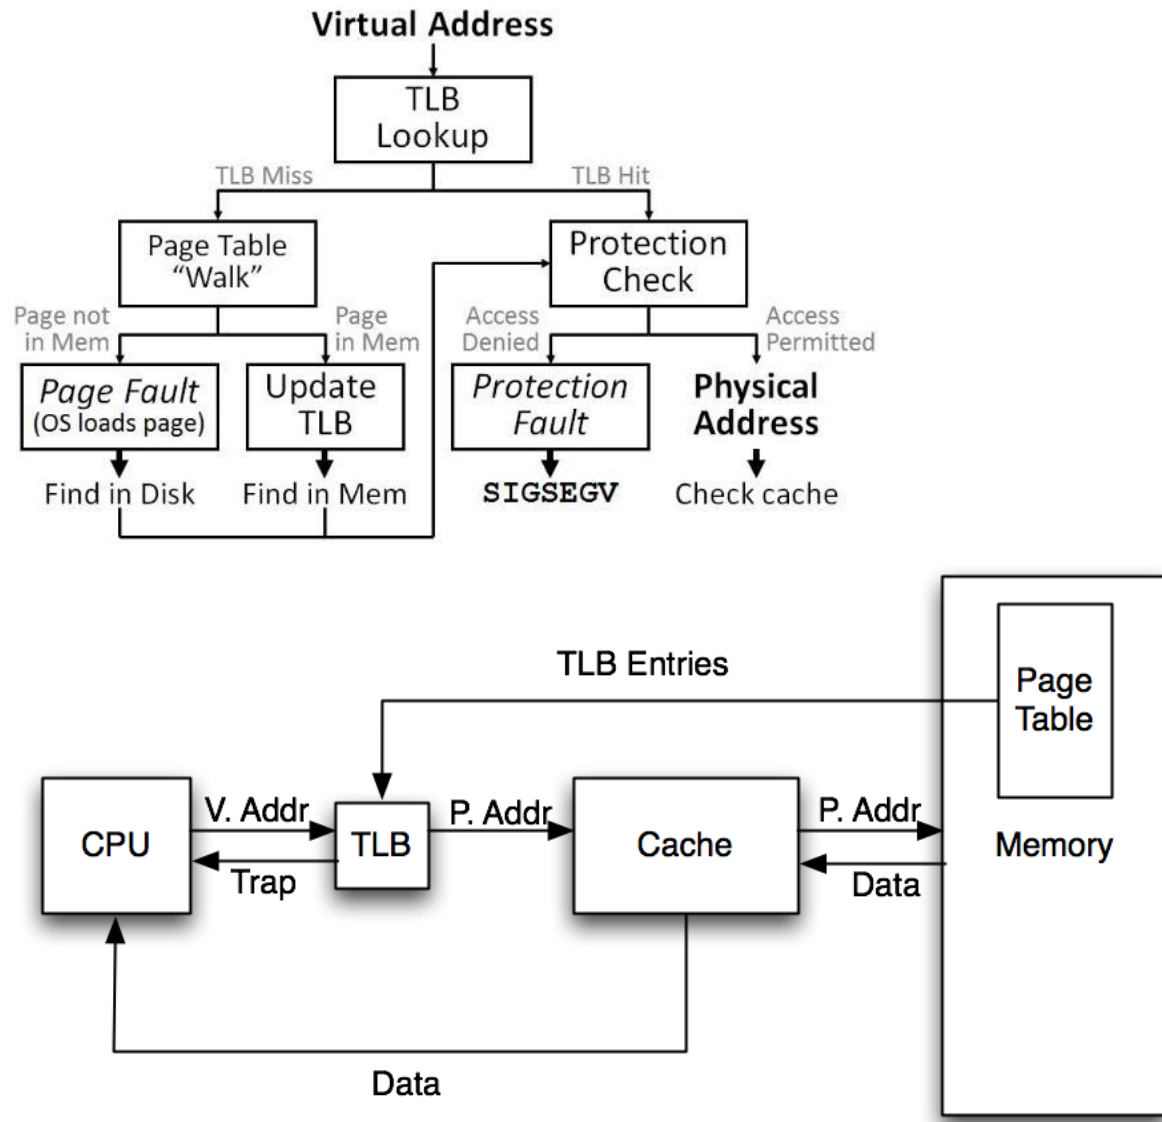 Virtual Address
TLB
Lookup
TLB Miss
TLB Hit
Page Table
“Walk”
Protection
Check
Page not
in Mem
Page
in Mem
Access
Denied
Access
Permitted
Page Fault
(OS loads page)
Update
TLB
Protection
Fault
Physical
Address
Find in Disk
Find in Mem
SIGSEGV
Check cache
TLB Entries
Page
Table
CPU
V. Addr
Trap
TLB
P. Addr
Cache
P. Addr
Data
Memory
Data